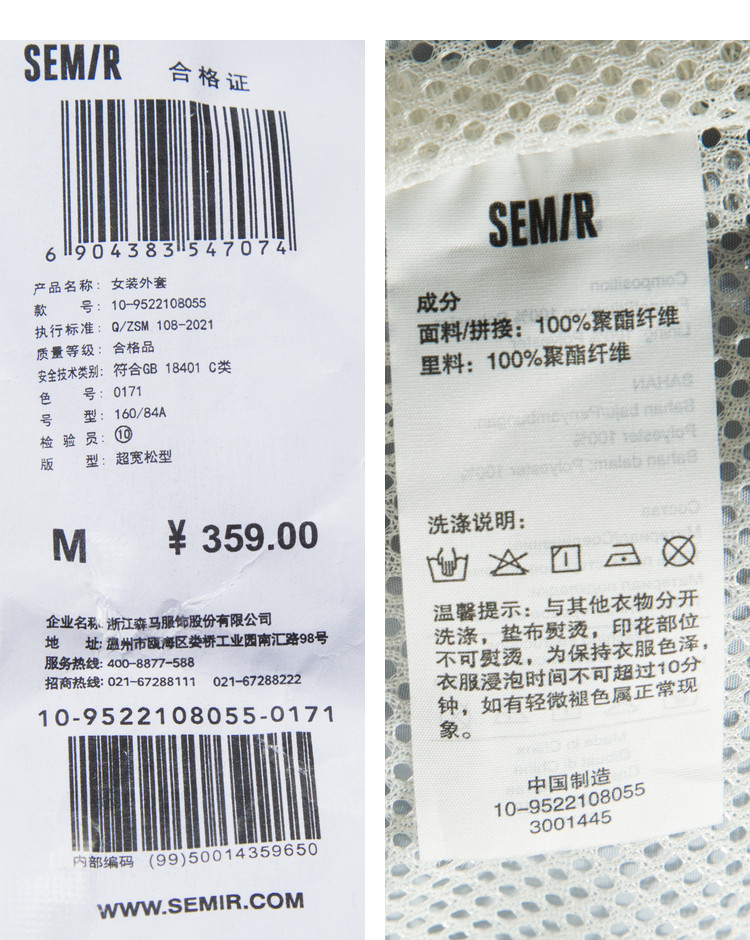 SEMIR
合格证
6 904383 547074
产品名称: 女装外套
款 号: 10-9522108055
执行标准: Q/ZSM 108-2021
质量等级: 合格品
安全技术类别: 符合GB 18401 C类
色 号: 0171
号 型: 160/84A
检 验 员: ⑩
版 型: 超宽松型
M ¥ 359.00
企业名称: 浙江森马服饰股份有限公司
地 址: 温州市瓯海区娄桥工业园南汇路98号
服务热线: 400-8877-588
招商热线: 021-67288111 021-67288222
10-9522108055-0171
内部编码 (99)50014359650
WWW.SEMIR.COM
SEMIR
成分
面料/拼接: 100%聚酯纤维
里料: 100%聚酯纤维
洗涤说明:
温馨提示: 与其他衣物分开
洗涤, 垫布熨烫, 印花部位
不可熨烫, 为保持衣服色泽,
衣服浸泡时间不可超过10分
钟, 如有轻微褪色属正常现
象。
中国制造
10-9522108055
3001445